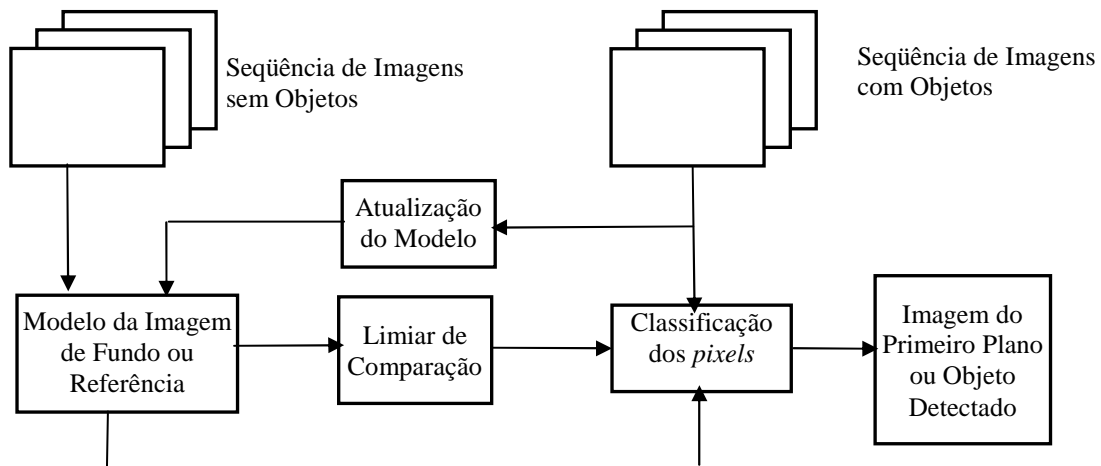 Seqüência de Imagens
sem Objetos
Seqüência de Imagens
com Objetos
Atualização
do Modelo
Modelo da Imagem
de Fundo ou
Referência
Limiar de
Comparação
Classificação
dos pixels
Imagem do
Primeiro Plano
ou Objeto
Detectado